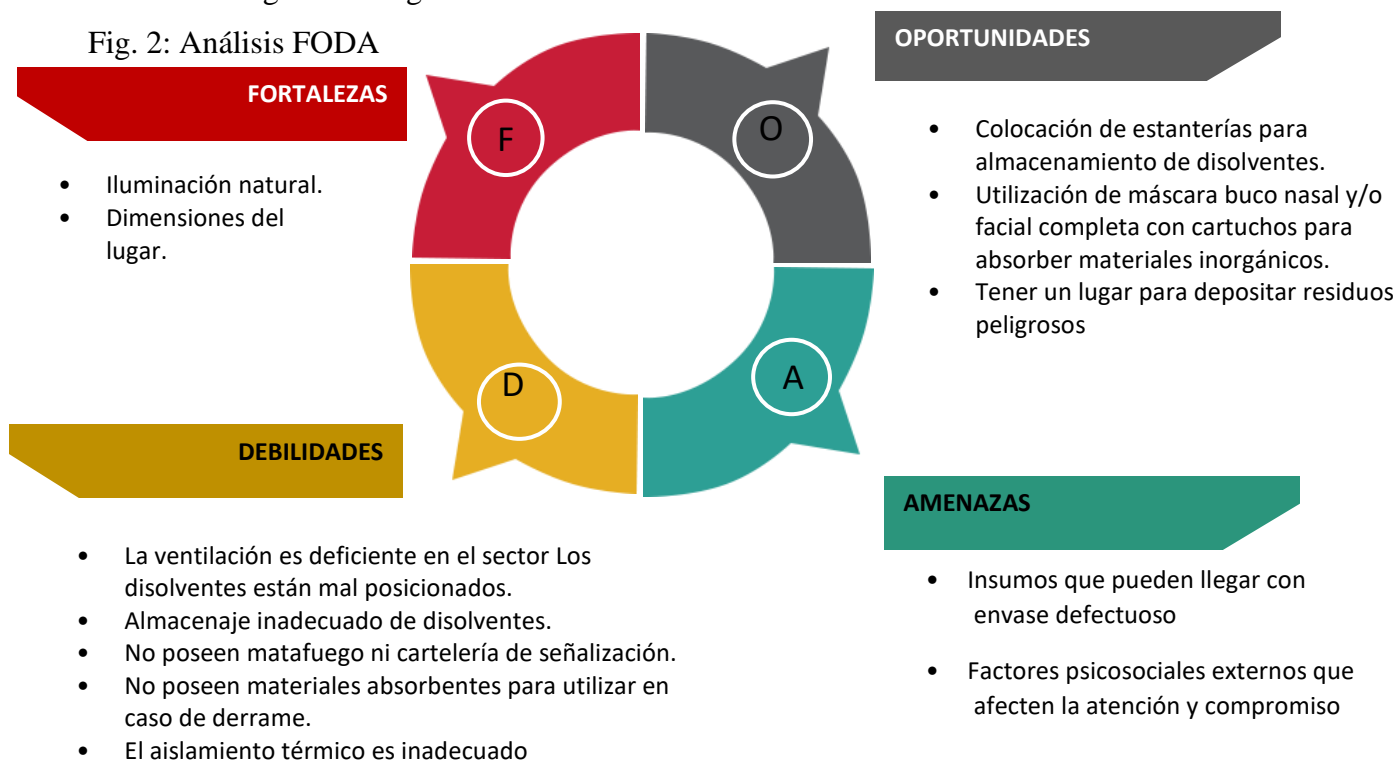 Fig. 2: Análisis FODA
FORTALEZAS
• Iluminación natural.
• Dimensiones del
lugar.
F
O
OPORTUNIDADES
• Colocación de estanterías para
almacenamiento de disolventes.
• Utilización de máscara buco nasal y/o
facial completa con cartuchos para
absorber materiales inorgánicos.
• Tener un lugar para depositar residuos
peligrosos
D
A
DEBILIDADES
• La ventilación es deficiente en el sector Los
disolventes están mal posicionados.
• Almacenaje inadecuado de disolventes.
• No poseen matafuego ni cartelería de señalización.
• No poseen materiales absorbentes para utilizar en
caso de derrame.
• El aislamiento térmico es inadecuado
AMENAZAS
• Insumos que pueden llegar con
envase defectuoso
• Factores psicosociales externos que
afecten la atención y compromiso